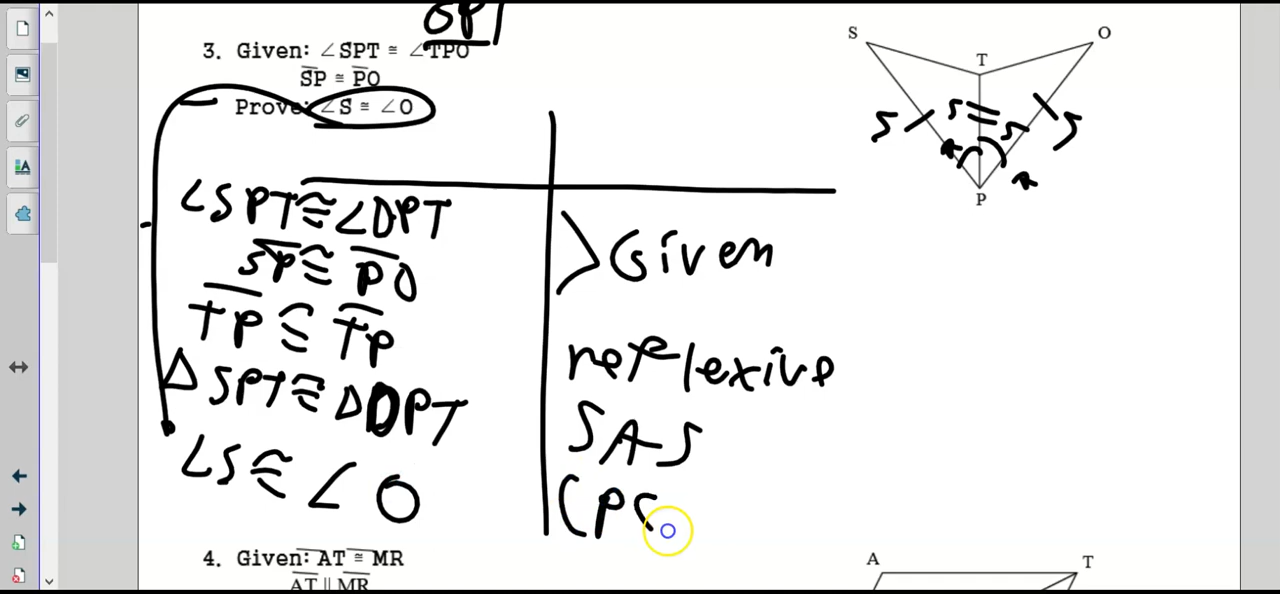 OPT
3. Given: ∠SPT ≅ ∠TPO
SP ≅ PO
Prove: ∠S ≅ ∠O
S
O
T
S
S
S
S
A
A
P
∠SPT ≅ ∠OPT
Given
SP ≅ PO
TP ≅ TP
reflexive
Δ SPT ≅ Δ OPT
SAS
∠S ≅ ∠ O
CPC
4. Given: AT ≅ MR
AT || MR
A
T